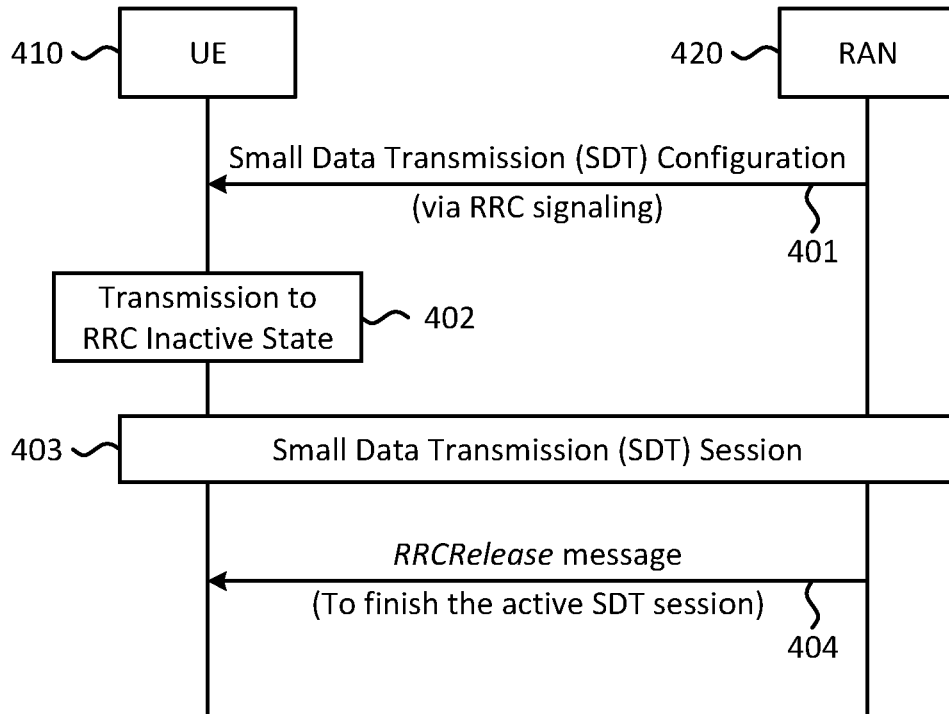 410
UE
420
RAN
Small Data Transmission (SDT) Configuration
(via RRC signaling)
401
Transmission to
RRC Inactive State
402
403
Small Data Transmission (SDT) Session
RRCRelease message
(To finish the active SDT session)
404